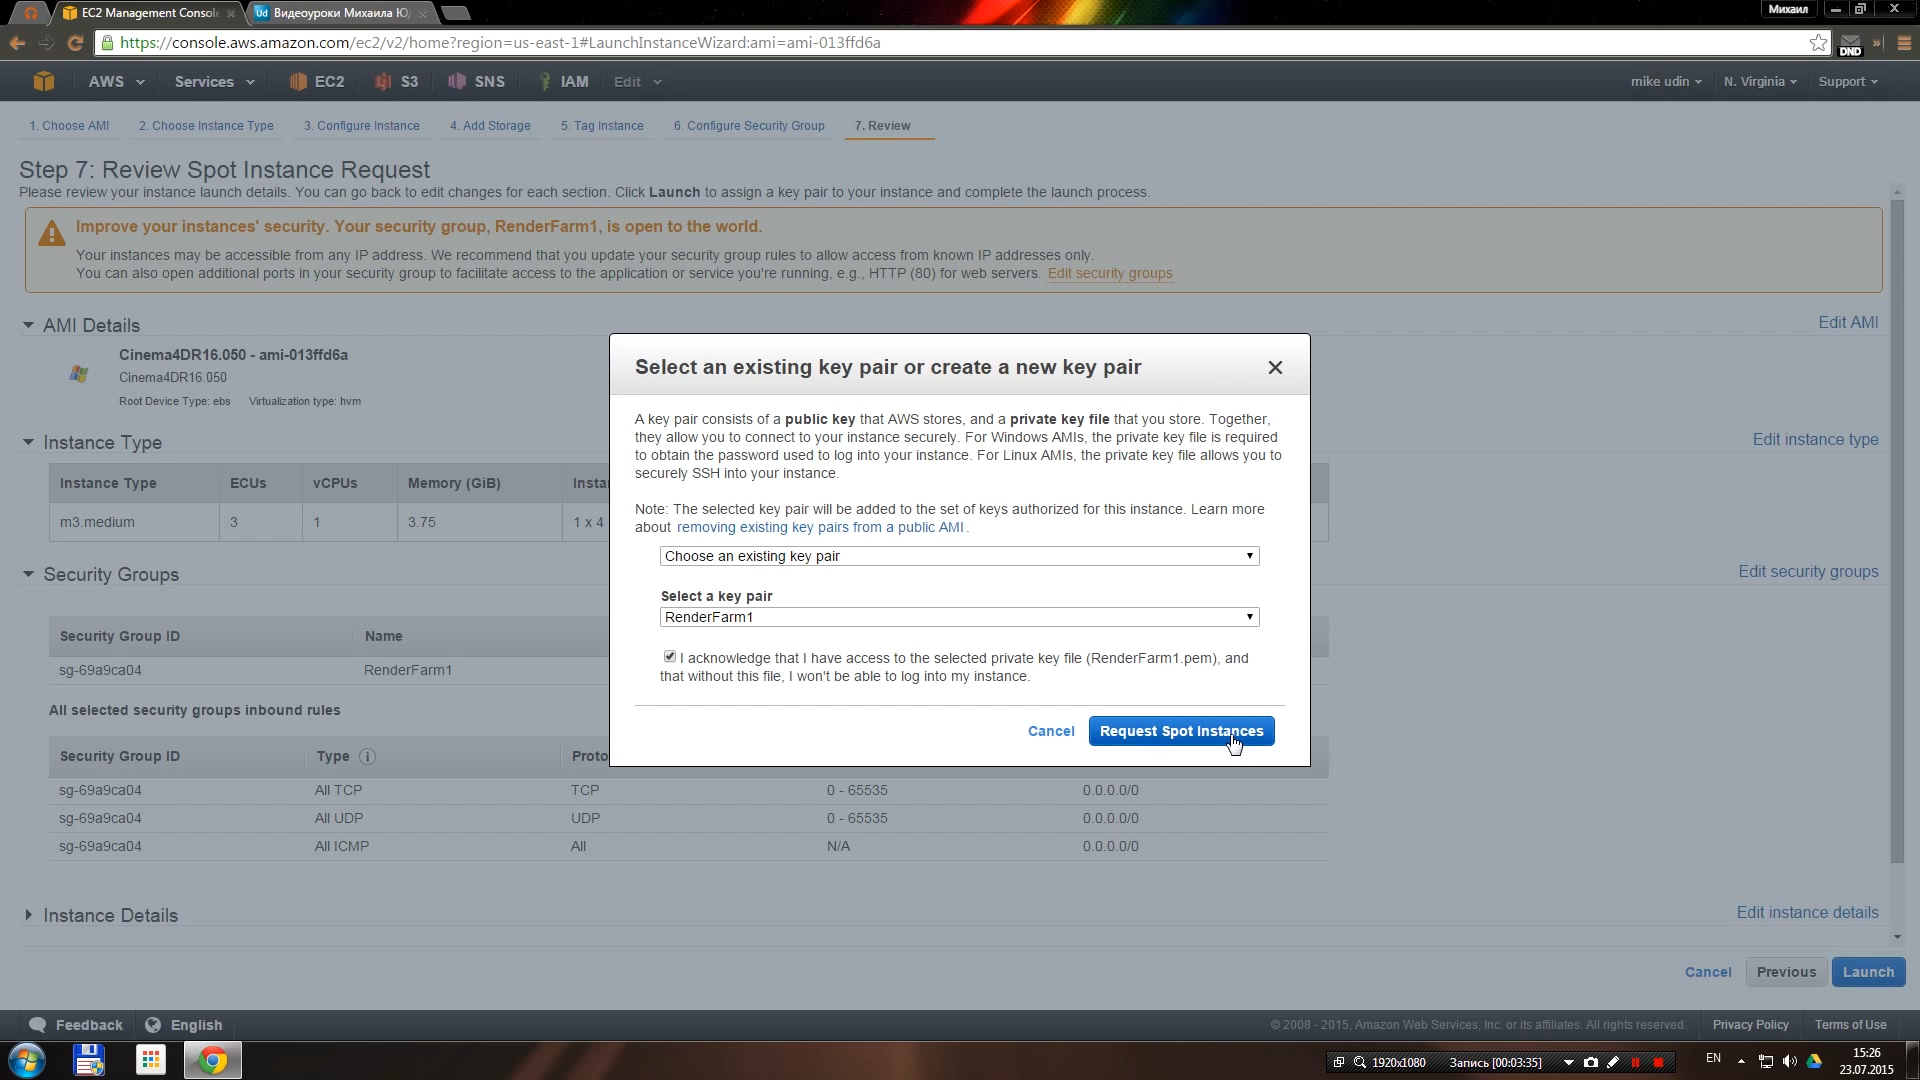 EC2 Management Consol
Ud Видеоуроки Михаила Ю
Михаил
https://console.aws.amazon.com/ec2/v2/home?region=us-east-1#LaunchInstanceWizard:ami=ami-013ffd6a
DND
AWS Services EC2 S3 SNS IAM Edit
mike udin N. Virginia Support
1. Choose AMI 2. Choose Instance Type 3. Configure Instance 4. Add Storage 5. Tag Instance 6. Configure Security Group 7. Review
Step 7: Review Spot Instance Request
Please review your instance launch details. You can go back to edit changes for each section. Click Launch to assign a key pair to your instance and complete the launch process.
Improve your instances' security. Your security group, RenderFarm1, is open to the world.
Your instances may be accessible from any IP address. We recommend that you update your security group rules to allow access from known IP addresses only.
You can also open additional ports in your security group to facilitate access to the application or service you're running, e.g., HTTP (80) for web servers. Edit security groups
AMI Details
Edit AMI
Cinema4DR16.050 - ami-013ffd6a
Cinema4DR16.050
Root Device Type: ebs Virtualization type: hvm
Instance Type
Edit instance type
Instance Type ECUs vCPUs Memory (GiB) Insta
m3.medium 3 1 3.75 1 x 4
Security Groups
Edit security groups
Security Group ID Name
sg-69a9ca04 RenderFarm1
All selected security groups inbound rules
Security Group ID Type Proto
sg-69a9ca04 All TCP TCP 0 - 65535 0.0.0.0/0
sg-69a9ca04 All UDP UDP 0 - 65535 0.0.0.0/0
sg-69a9ca04 All ICMP All N/A 0.0.0.0/0
Instance Details
Edit instance details
Select an existing key pair or create a new key pair
A key pair consists of a public key that AWS stores, and a private key file that you store. Together,
they allow you to connect to your instance securely. For Windows AMIs, the private key file is required
to obtain the password used to log into your instance. For Linux AMIs, the private key file allows you to
securely SSH into your instance.
Note: The selected key pair will be added to the set of keys authorized for this instance. Learn more
about removing existing key pairs from a public AMI.
Choose an existing key pair
Select a key pair
RenderFarm1
I acknowledge that I have access to the selected private key file (RenderFarm1.pem), and
that without this file, I won't be able to log into my instance.
Cancel Request Spot Instances
Cancel Previous Launch
Feedback English
© 2008 - 2015, Amazon Web Services, Inc. or its affiliates. All rights reserved. Privacy Policy Terms of Use
1920x1080 Запись [00:03:35]
EN
15:26
23.07.2015